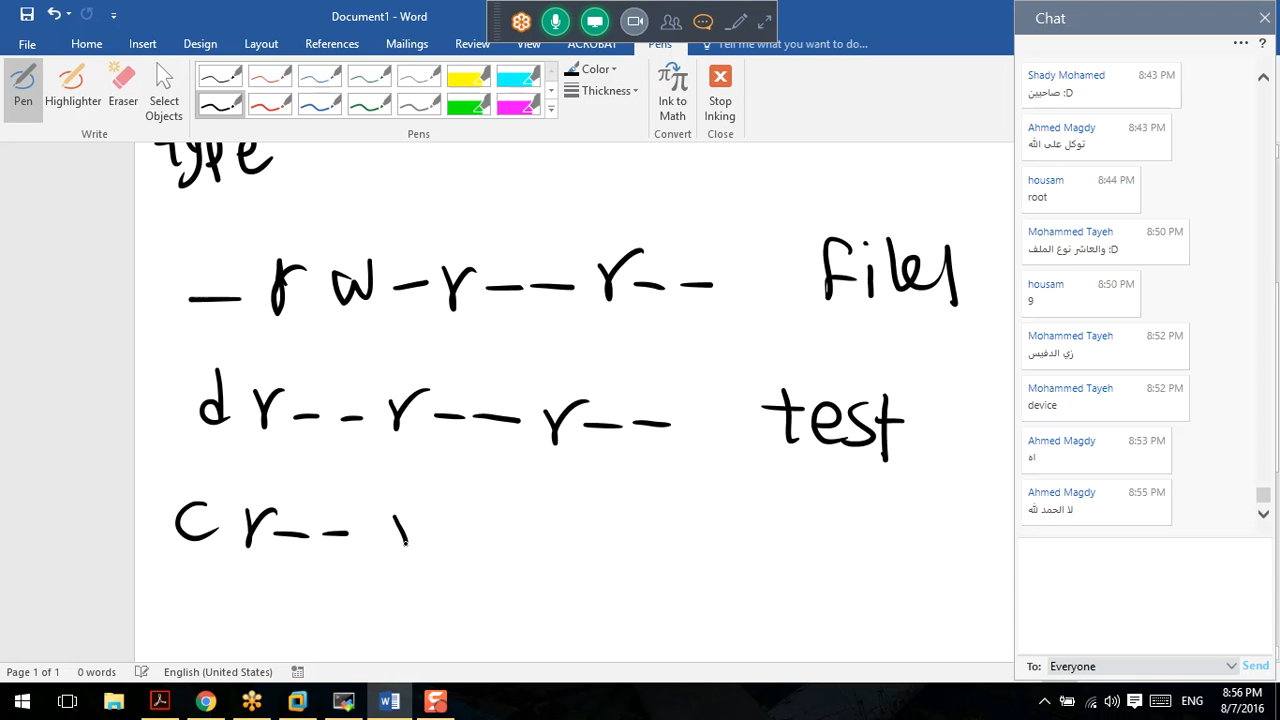 Document1 - Word
File Home Insert Design Layout References Mailings Review View ACROBAT Pens Tell me what you want to do...
Pen Highlighter Eraser Select Objects
Color
Thickness
Ink to Math
Stop Inking
Write Pens Convert Close
type
_ r w - r -- r -- File1
d r -- r -- r -- test
c r --
Chat
Shady Mohamed 8:43 PM
صاحيين :D
Ahmed Magdy 8:43 PM
توكل على الله
housam 8:44 PM
root
Mohammed Tayeh 8:50 PM
والعاشر نوع الملف :D
housam 8:50 PM
9
Mohammed Tayeh 8:52 PM
زي الدفيس
Mohammed Tayeh 8:52 PM
device
Ahmed Magdy 8:53 PM
اه
Ahmed Magdy 8:55 PM
لا الحمد لله
To: Everyone Send
Page 1 of 1 0 words English (United States)
ENG 8:56 PM
8/7/2016